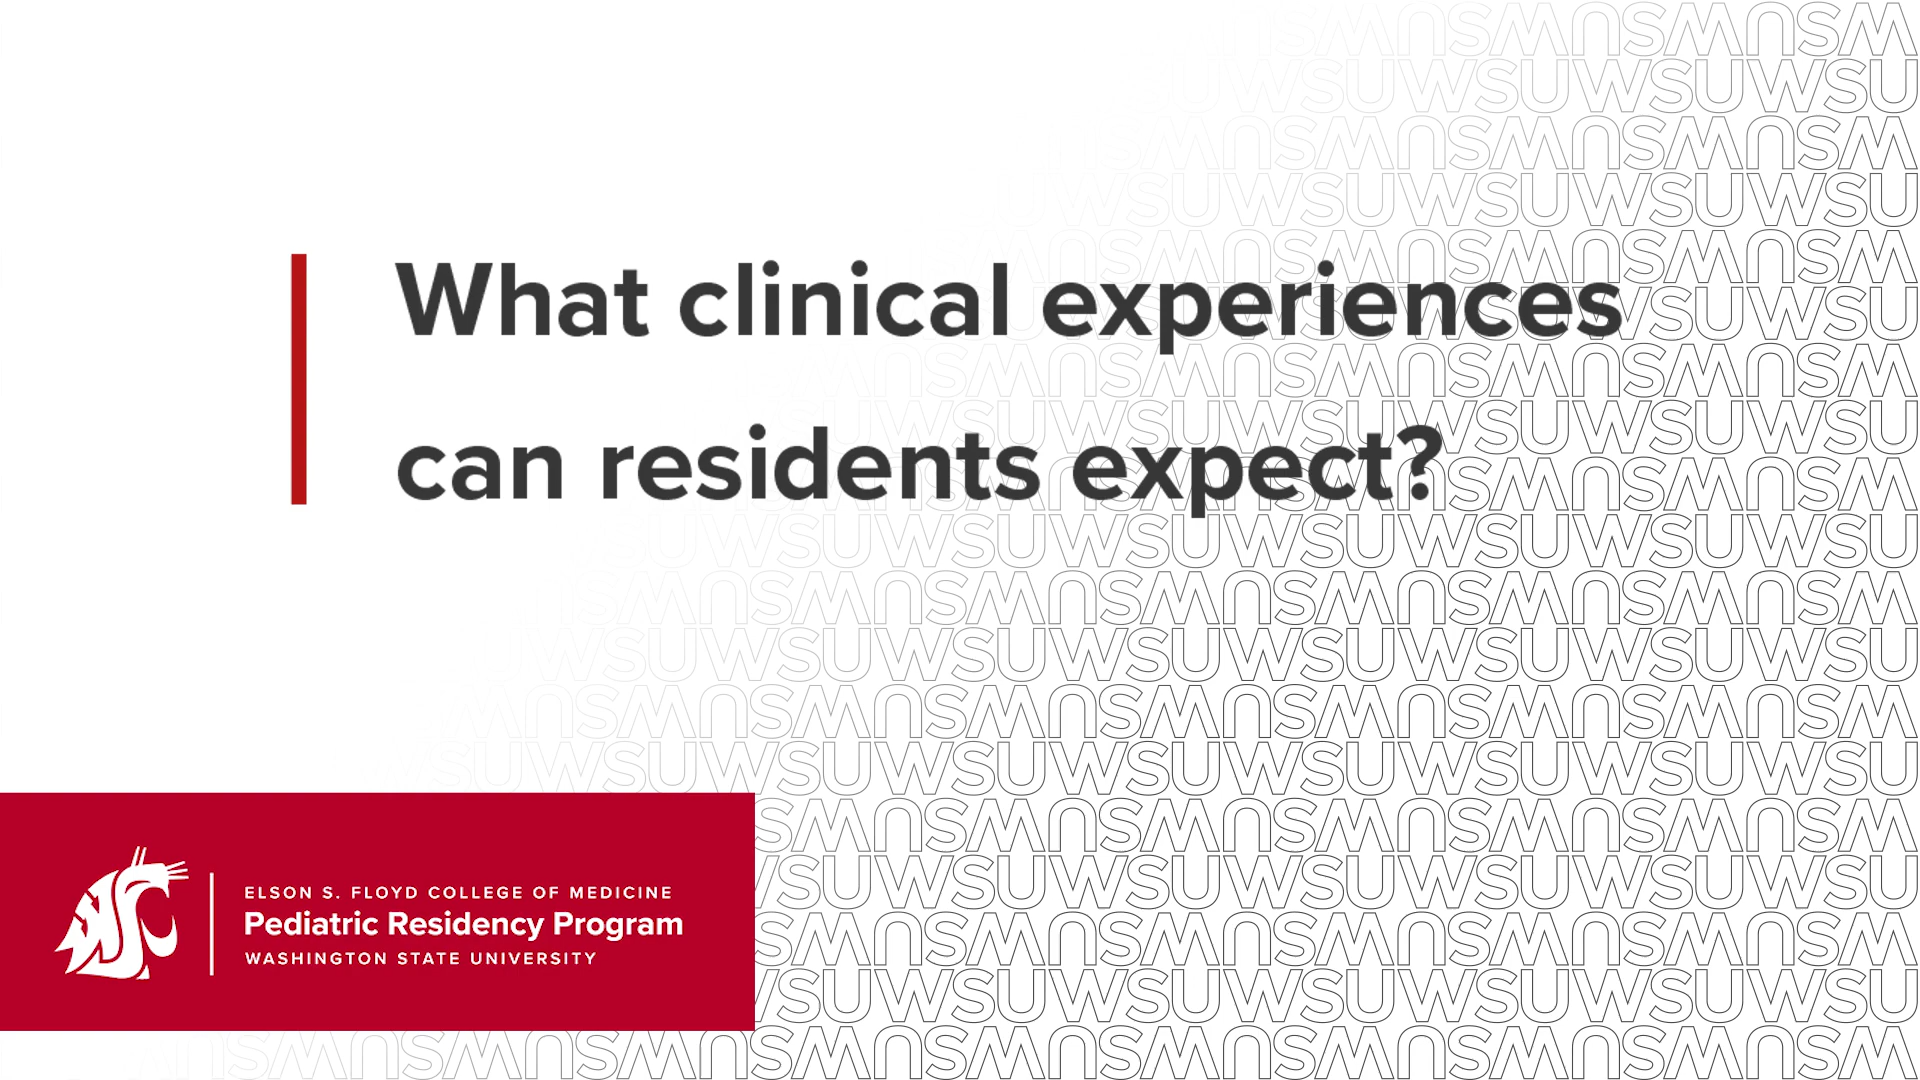 What clinical experiences
can residents expect?
ELSON S. FLOYD COLLEGE OF MEDICINE
Pediatric Residency Program
WASHINGTON STATE UNIVERSITY